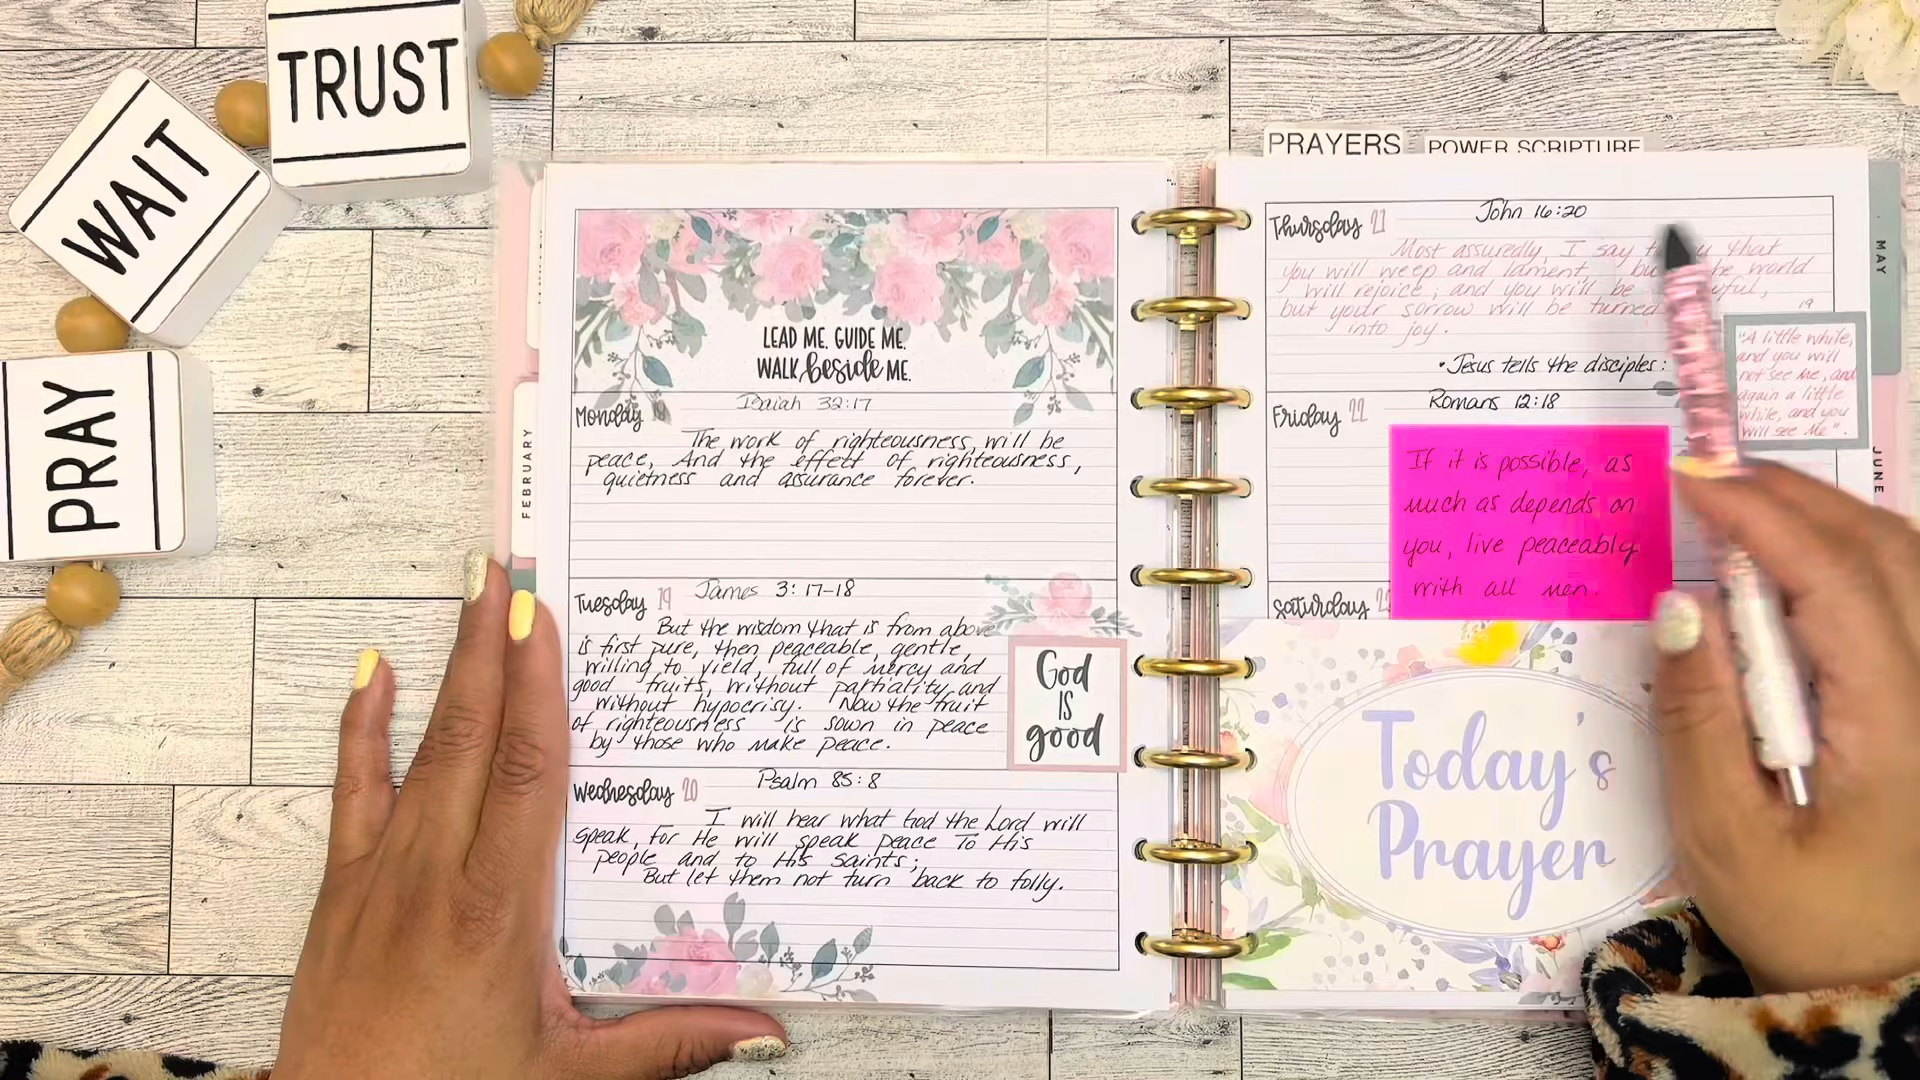 TRUST
WAIT
PRAY
PRAYERS
POWER SCRIPTURE
FEBRUARY
MAY
JUNE
LEAD ME. GUIDE ME.
WALK beside ME.
Monday
Isaiah 32:17
The work of righteousness, will be
peace, And the effect of righteousness,
quietness and assurance forever.
Tuesday 19
James 3:17-18
But the wisdom that is from above
is first pure, then peaceable, gentle,
willing to yield, full of mercy and
good fruits, without partiality and
without hypocrisy. Now the fruit
of righteousness is sown in peace
by those who make peace.
God
IS
good
Wednesday 20
Psalm 85:8
I will hear what God the Lord will
speak, For He will speak peace To His
people and to His saints;
But let them not turn back to folly.
Thursday 21
John 16:20
Most assuredly, I say that
you will weep and lament, world
will rejoice; and you will be
but your sorrow will be turned
into joy.
•Jesus tells the disciples:
19
"A little while,
and you will
not see Me, and
again a little
while, and you
will see Me".
Friday 22
Romans 12:18
If it is possible, as
much as depends on
you, live peaceably
with all men.
Saturday
Today's
Prayer